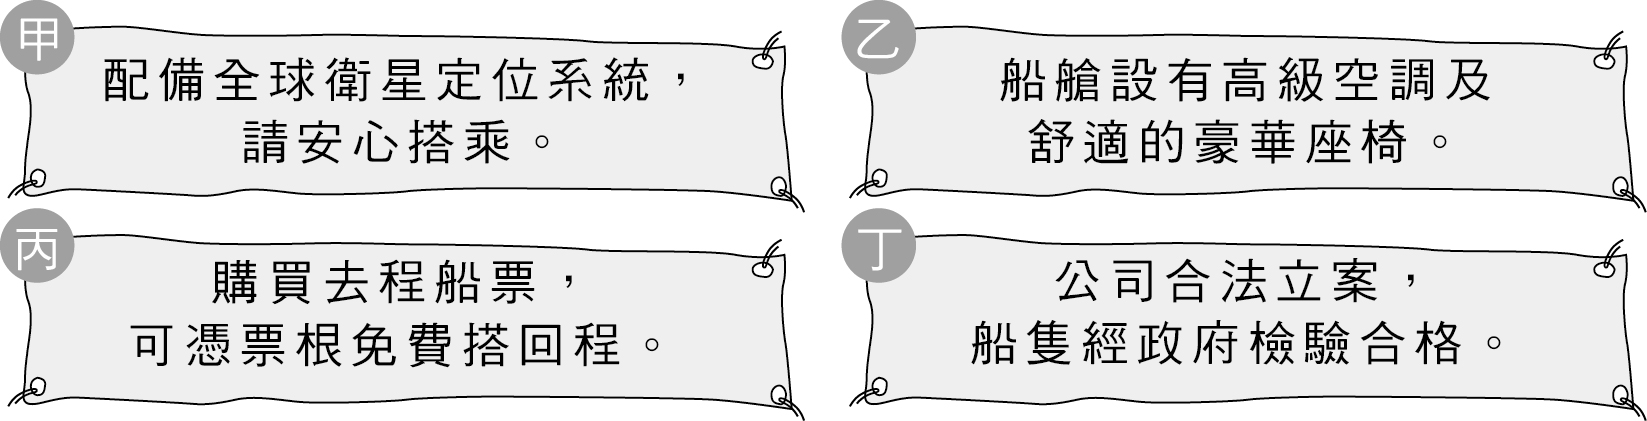 甲
配備全球衛星定位系統，
請安心搭乘。
乙
船艙設有高級空調及
舒適的豪華座椅。
丙
購買去程船票，
可憑票根免費搭回程。
丁
公司合法立案，
船隻經政府檢驗合格。